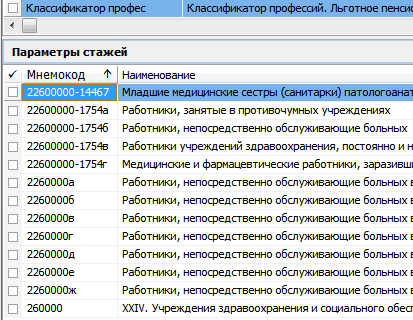 Классификатор профес Классификатор профессий. Льготное пенсио
Параметры стажей
✓ Мнемокод ↑ Наименование
22600000-14467 Младшие медицинские сестры (санитарки) патологоанат
22600000-1754а Работники, занятые в противочумных учреждениях
22600000-1754б Работники, непосредственно обслуживающие больных
22600000-1754в Работники учреждений здравоохранения, постоянно и н
22600000-1754г Медицинские и фармацевтические работники, заразивши
2260000а Работники, непосредственно обслуживающие больных в
2260000б Работники, непосредственно обслуживающие больных в
2260000в Работники, непосредственно обслуживающие больных в
2260000г Работники, непосредственно обслуживающие больных в
2260000д Работники, непосредственно обслуживающие больных в
2260000е Работники, непосредственно обслуживающие больных в
2260000ж Работники, непосредственно обслуживающие больных в
260000 XXIV. Учреждения здравоохранения и социального обесп